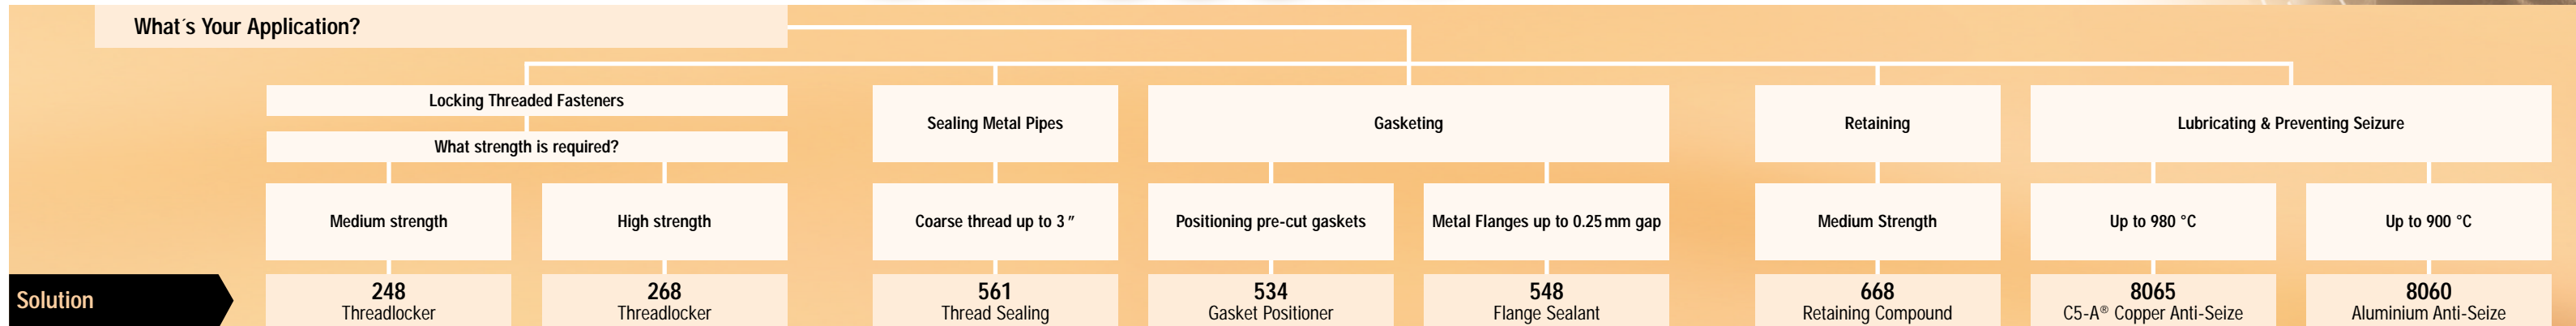 What´s Your Application?
Locking Threaded Fasteners
What strength is required?
Sealing Metal Pipes
Gasketing
Retaining
Lubricating & Preventing Seizure
Medium strength
High strength
Coarse thread up to 3 ″
Positioning pre-cut gaskets
Metal Flanges up to 0.25 mm gap
Medium Strength
Up to 980 °C
Up to 900 °C
Solution
248
Threadlocker
268
Threadlocker
561
Thread Sealing
534
Gasket Positioner
548
Flange Sealant
668
Retaining Compound
8065
C5-A® Copper Anti-Seize
8060
Aluminium Anti-Seize